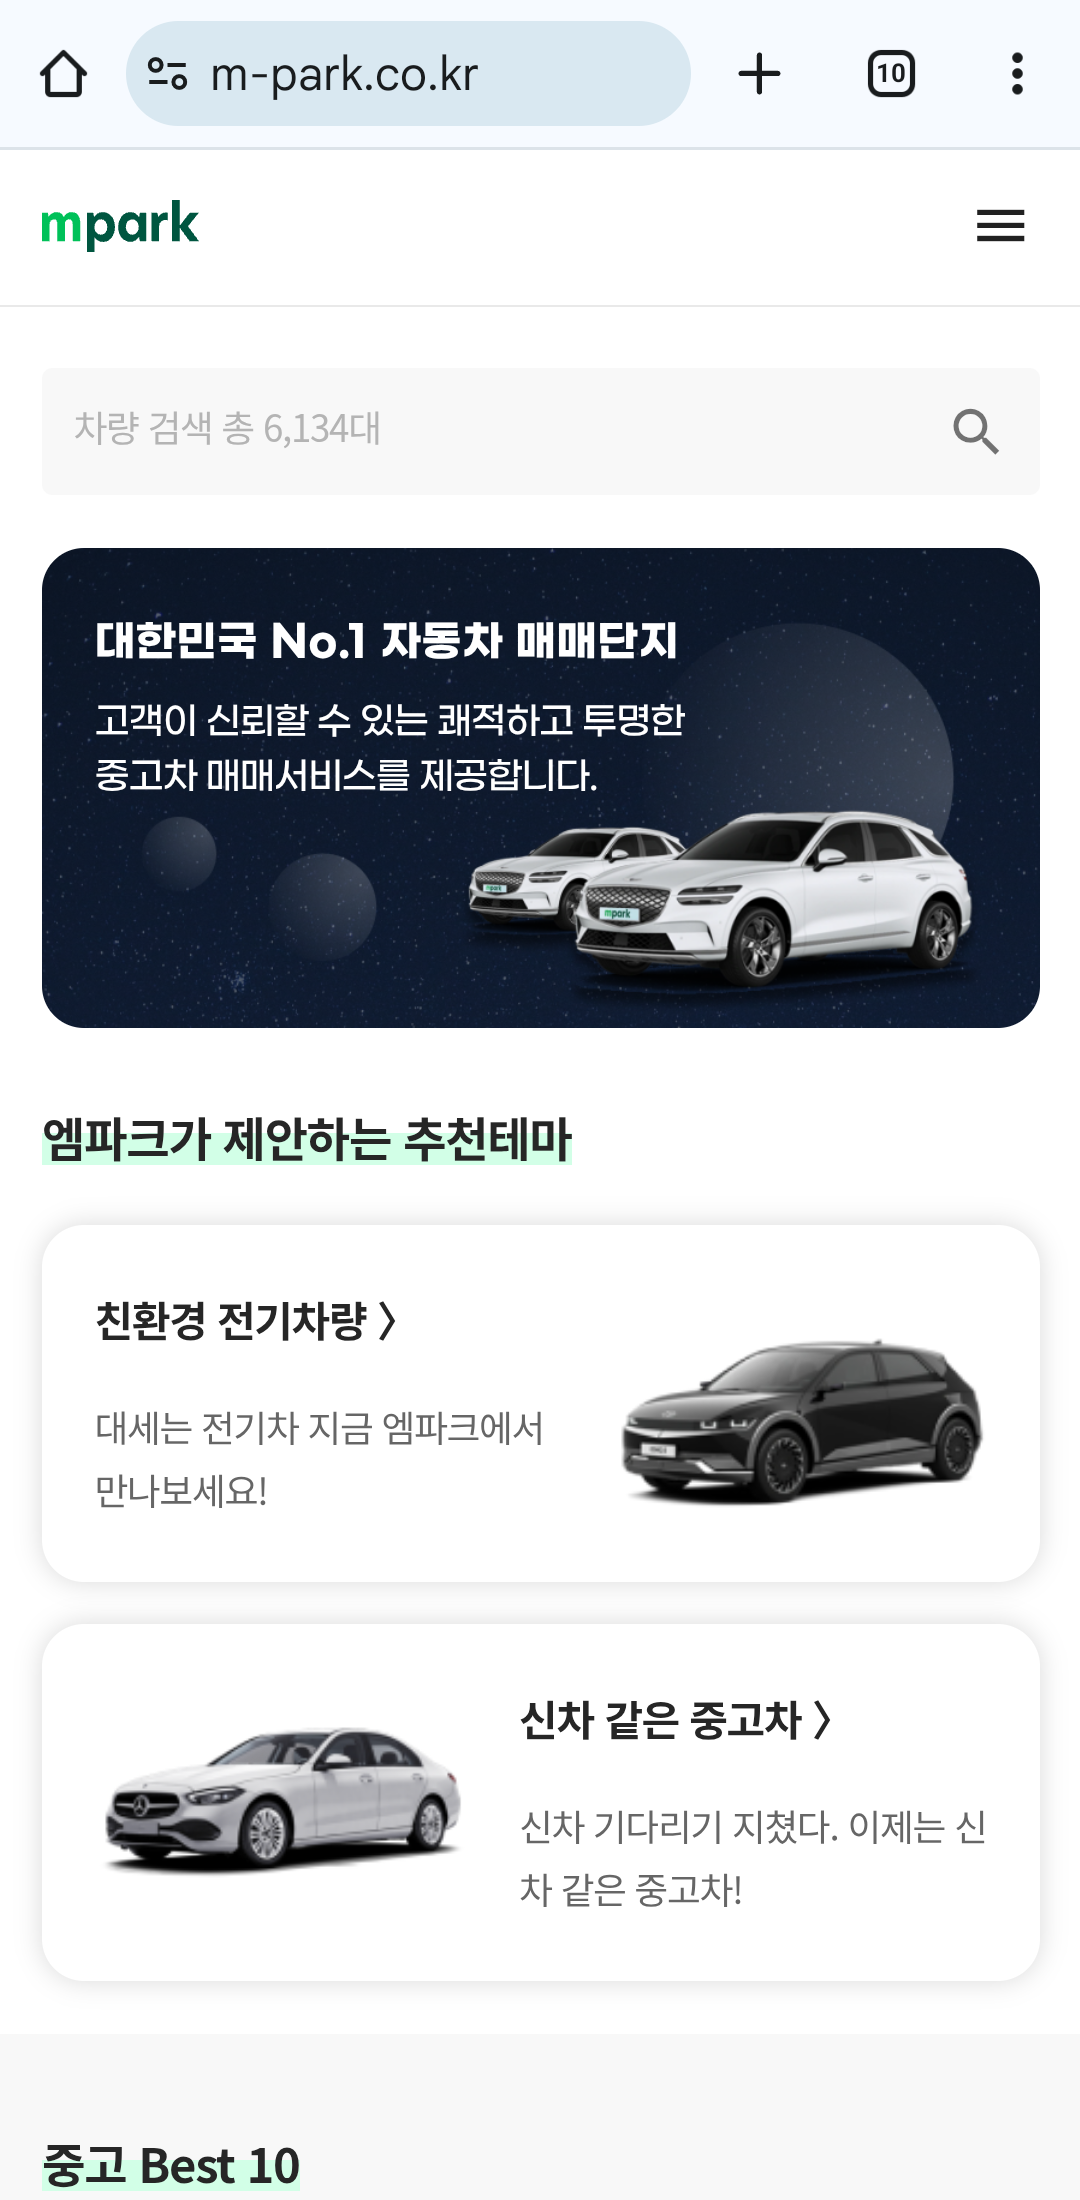 m-park.co.kr
10
mpark
차량 검색 총 6,134대
대한민국 No.1 자동차 매매단지
고객이 신뢰할 수 있는 쾌적하고 투명한
중고차 매매서비스를 제공합니다.
mpark
mpark
엠파크가 제안하는 추천테마
친환경 전기차량 〉
대세는 전기차 지금 엠파크에서
만나보세요!
신차 같은 중고차 〉
신차 기다리기 지쳤다. 이제는 신
차 같은 중고차!
중고 Best 10